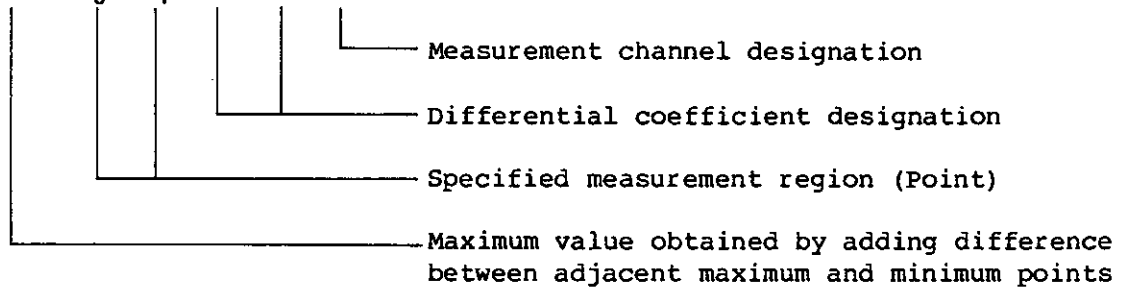 Measurement channel designation
Differential coefficient designation
Specified measurement region (Point)
Maximum value obtained by adding difference
between adjacent maximum and minimum points